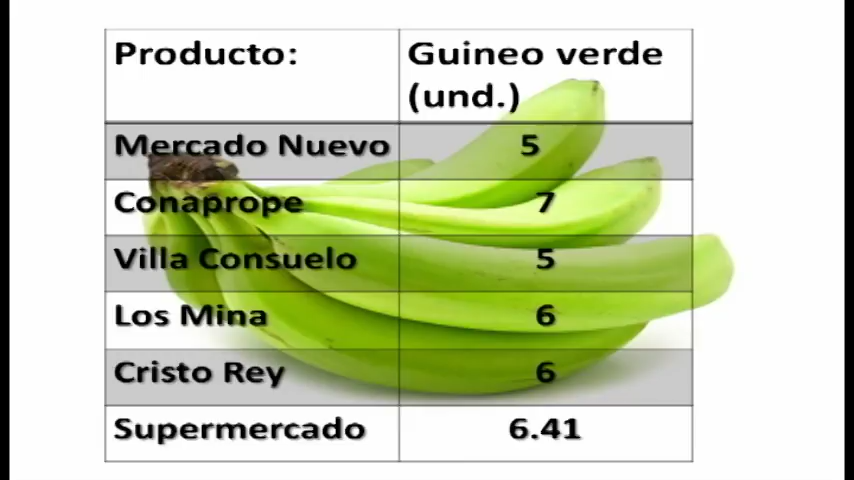 Producto: Guineo verde
(und.)
Mercado Nuevo 5
Conaprope 7
Villa Consuelo 5
Los Mina 6
Cristo Rey 6
Supermercado 6.41